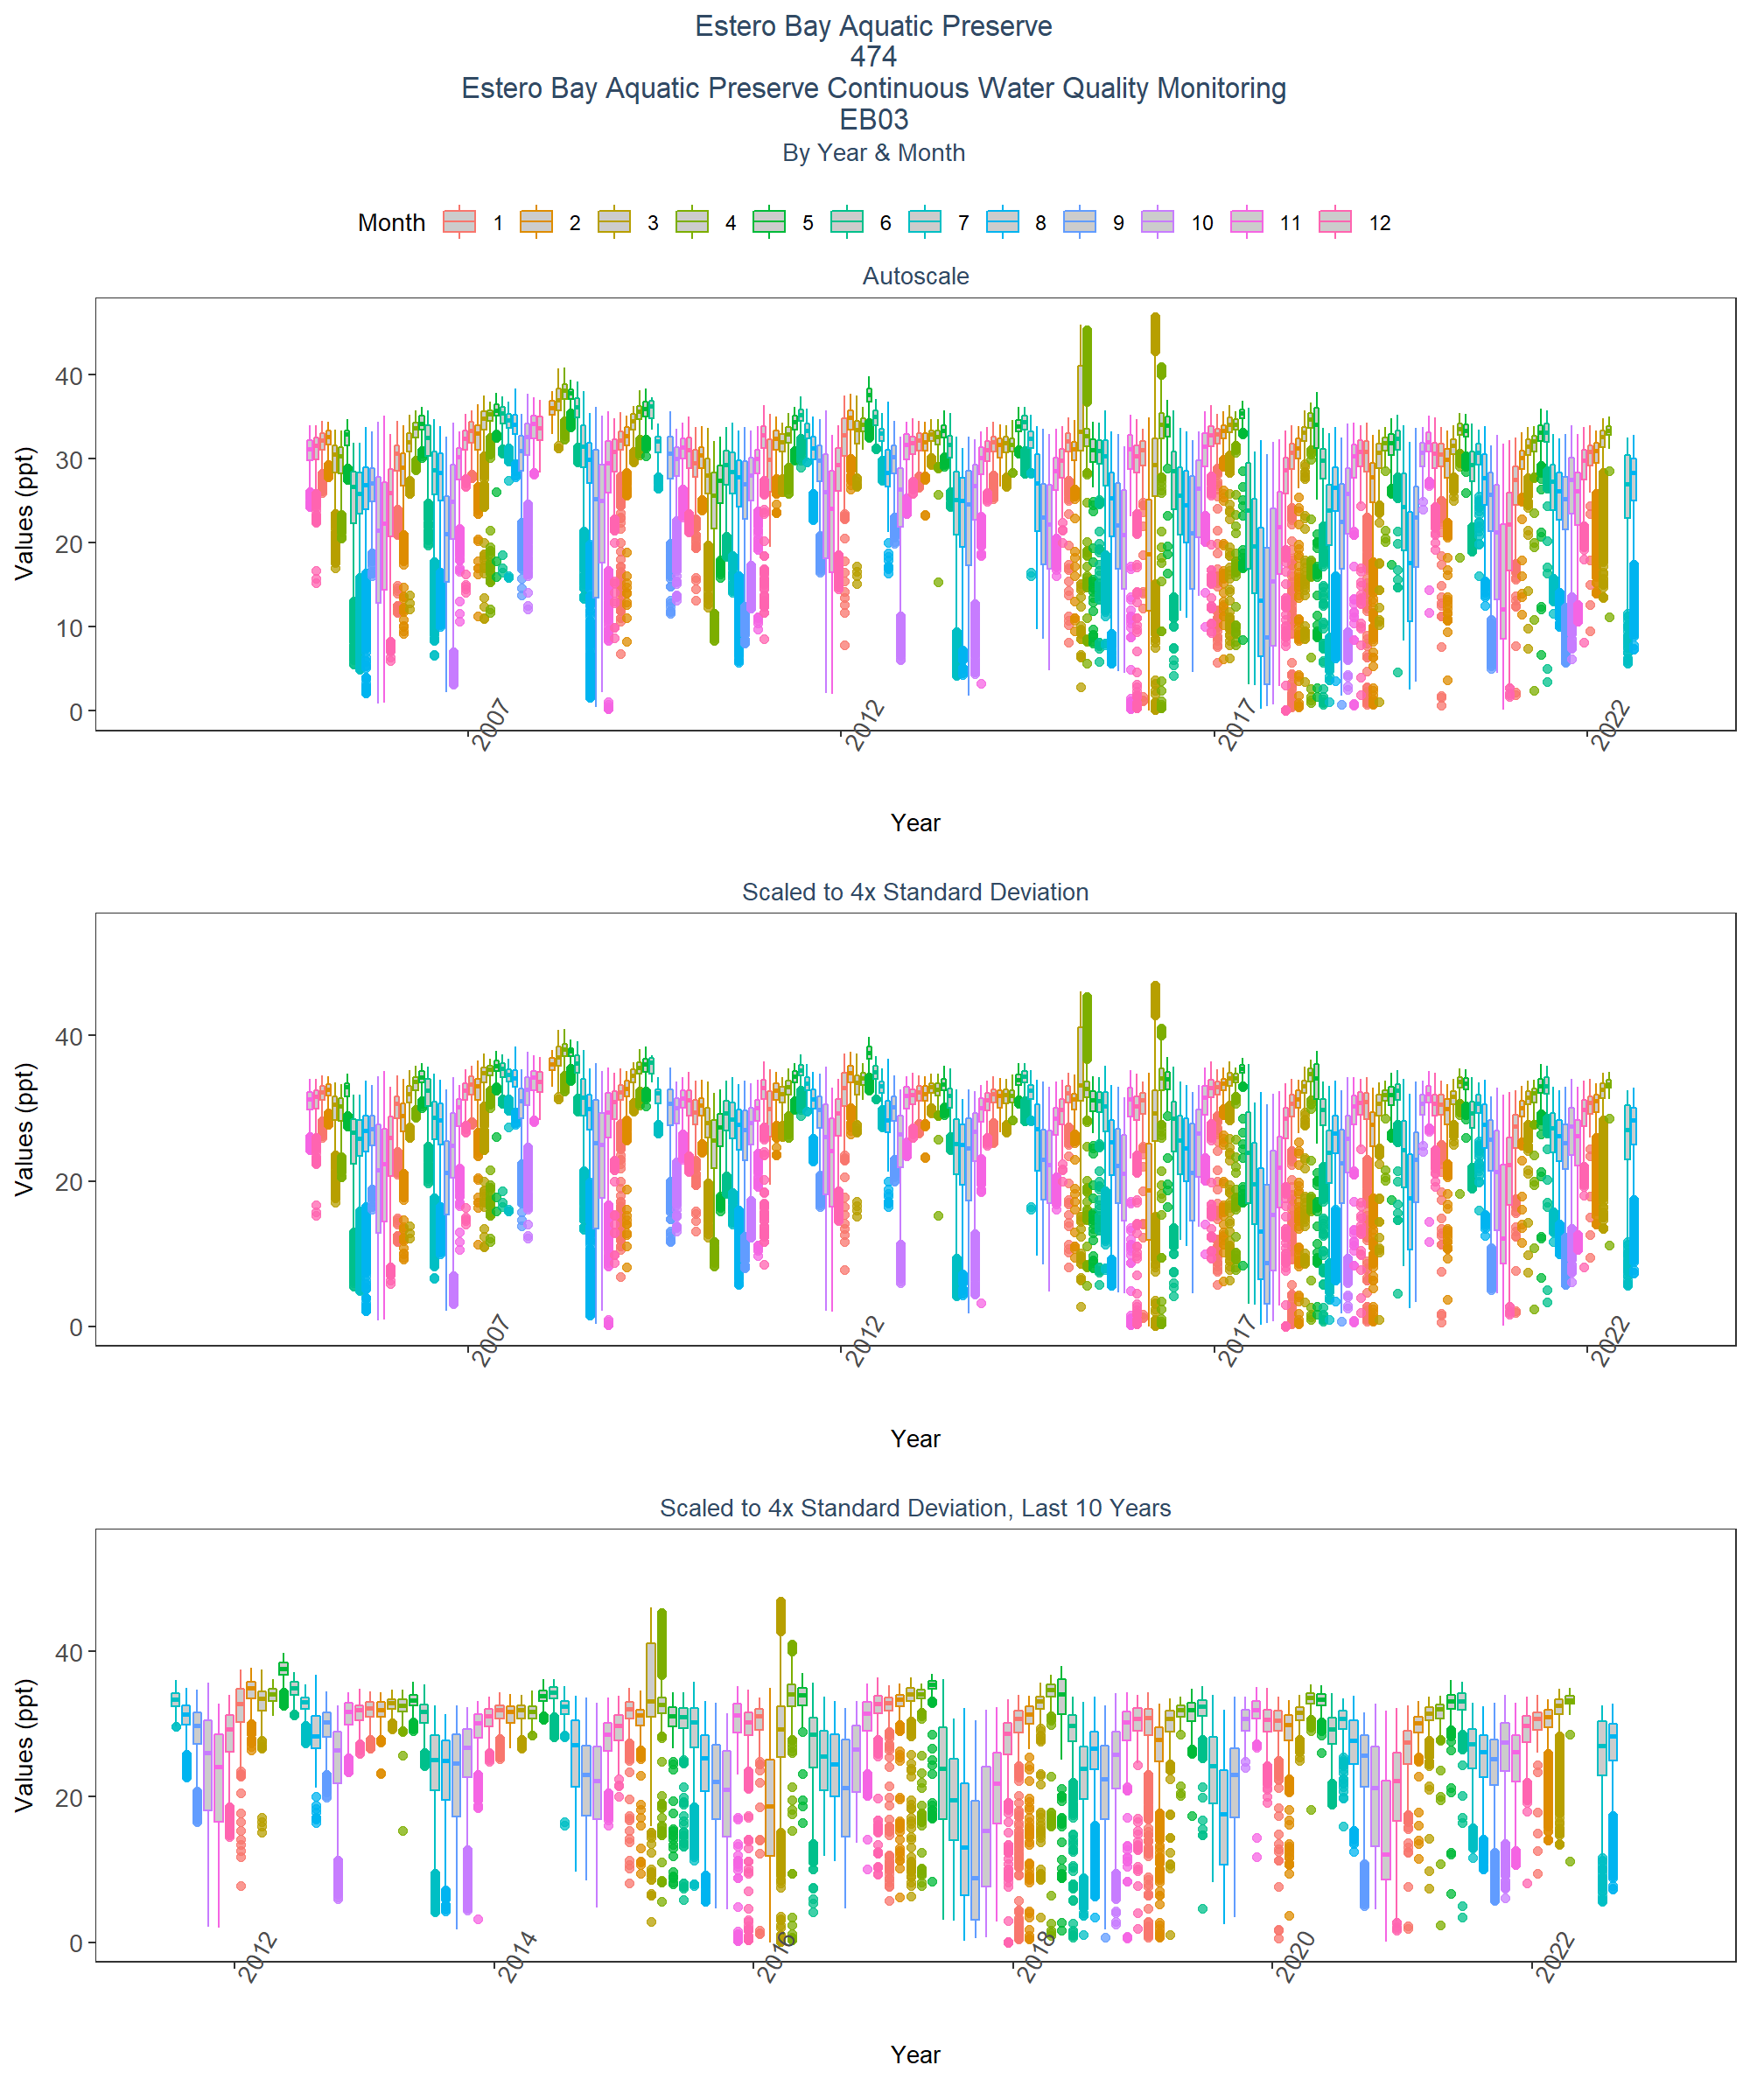 Estero Bay Aquatic Preserve
474
Estero Bay Aquatic Preserve Continuous Water Quality Monitoring
EB03
By Year & Month
Month 1 2 3 4 5 6 7 8 9 10 11 12
Autoscale
Values (ppt)
40
30
20
10
0
2007 2012 2017 2022
Year
Scaled to 4x Standard Deviation
Values (ppt)
40
20
0
2007 2012 2017 2022
Year
Scaled to 4x Standard Deviation, Last 10 Years
Values (ppt)
40
20
0
2012 2014 2016 2018 2020 2022
Year